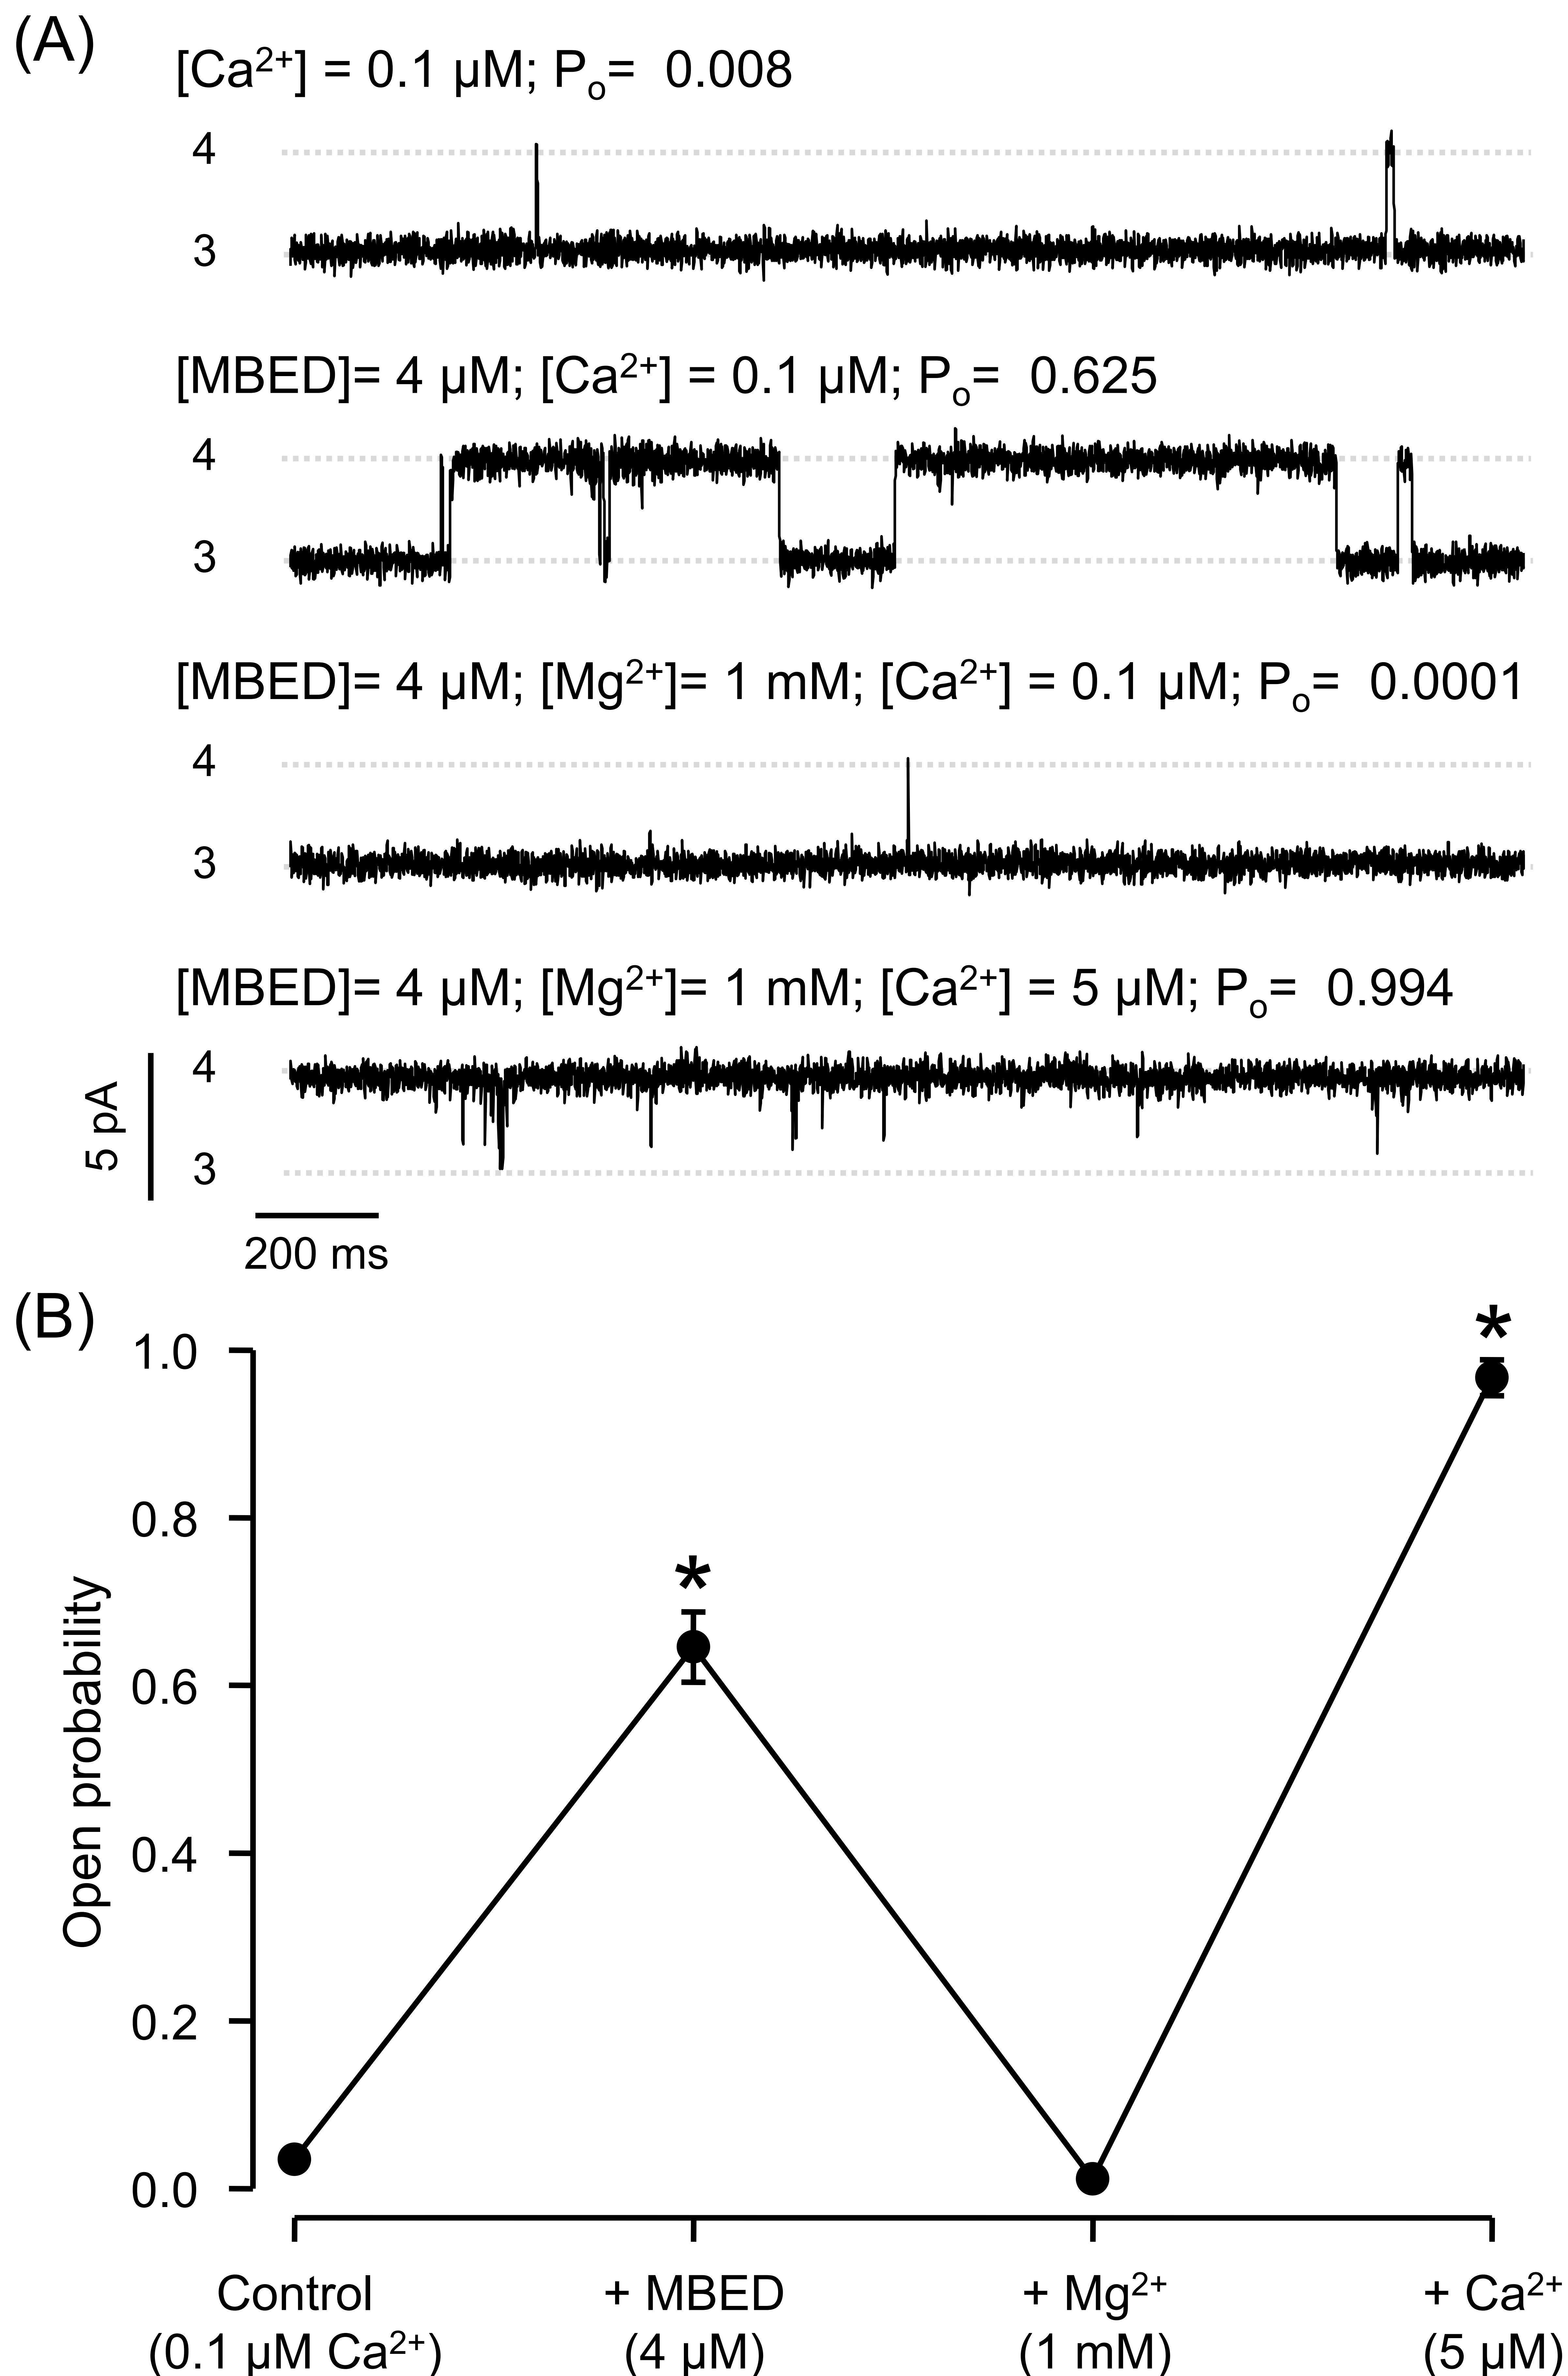 (A)
[Ca²⁺] = 0.1 µM; Pₒ= 0.008
4
3
[MBED]= 4 µM; [Ca²⁺] = 0.1 µM; Pₒ= 0.625
4
3
[MBED]= 4 µM; [Mg²⁺]= 1 mM; [Ca²⁺] = 0.1 µM; Pₒ= 0.0001
4
3
[MBED]= 4 µM; [Mg²⁺]= 1 mM; [Ca²⁺] = 5 µM; Pₒ= 0.994
4
3
5 pA
200 ms
(B)
Open probability
1.0
0.8
0.6
0.4
0.2
0.0
*
*
Control + MBED + Mg²⁺ + Ca²⁺
(0.1 µM Ca²⁺) (4 µM) (1 mM) (5 µM)